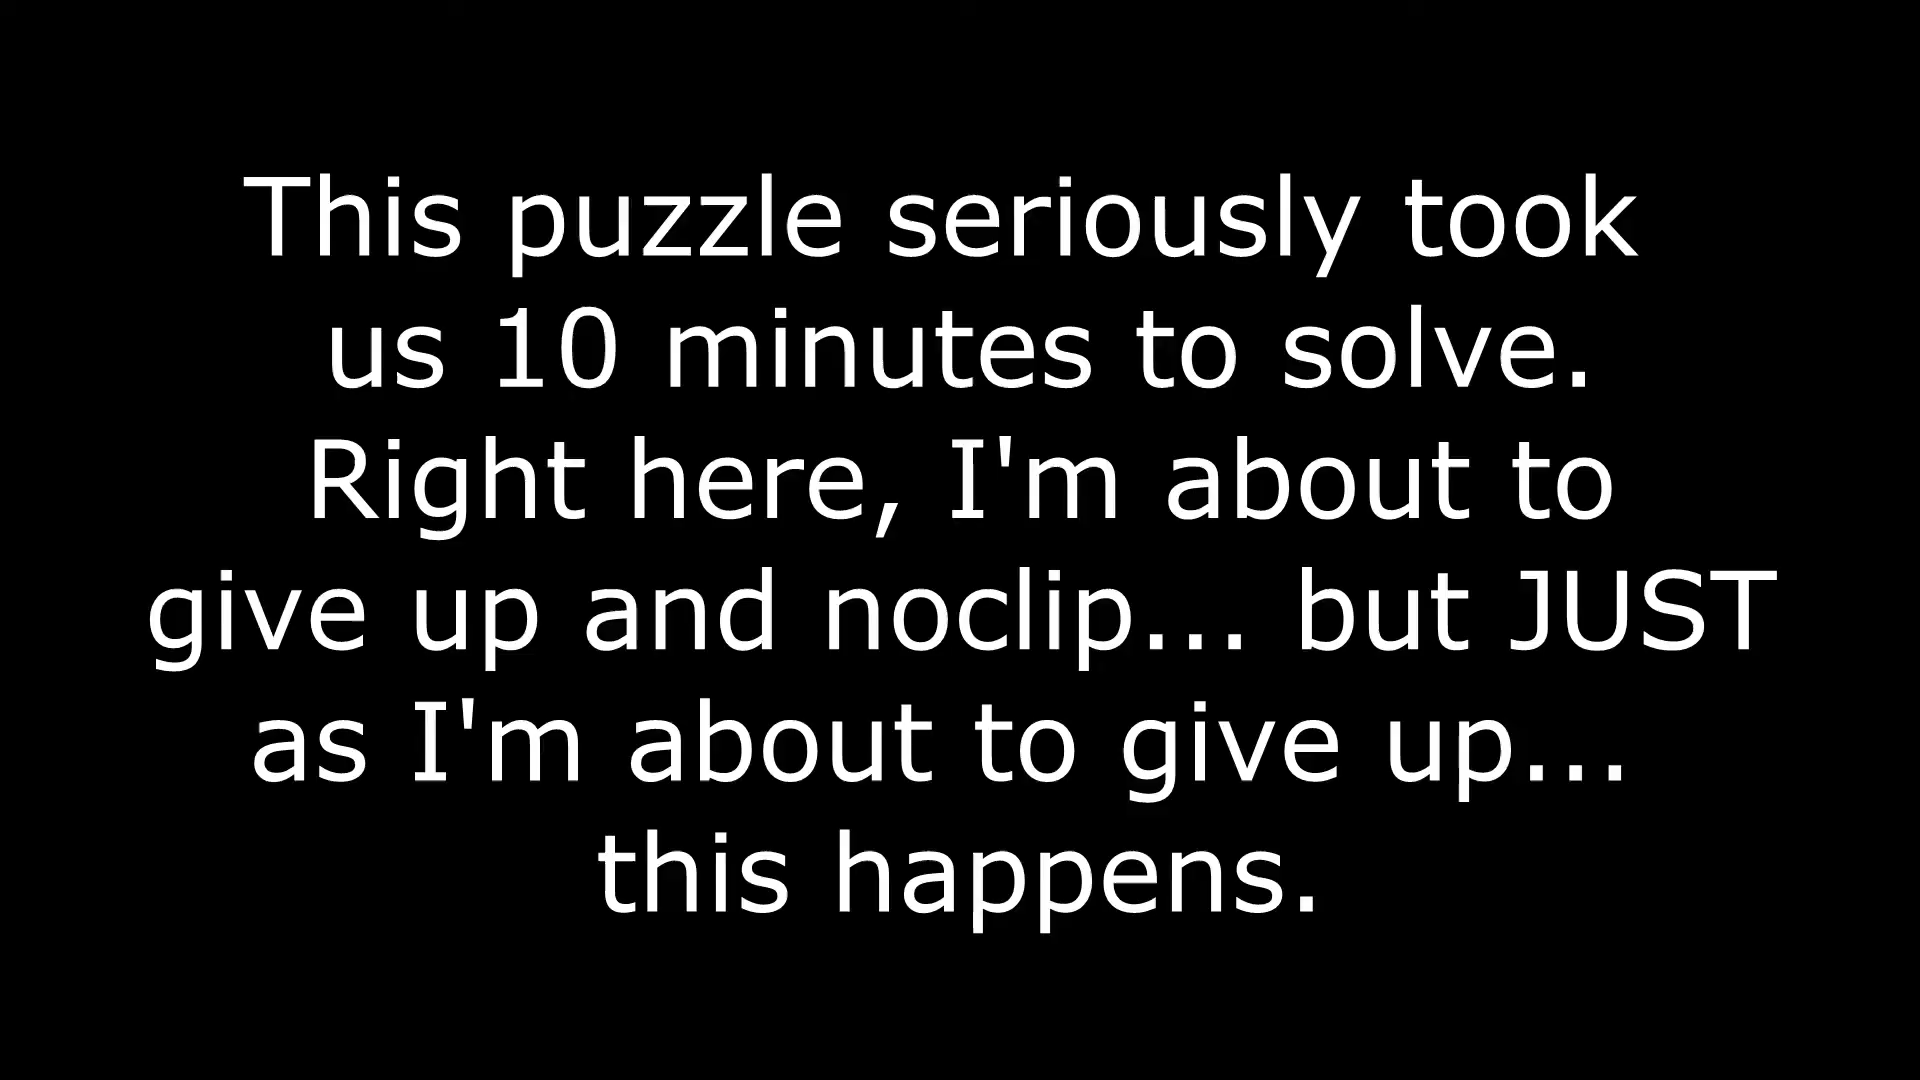 This puzzle seriously took
us 10 minutes to solve.
Right here, I'm about to
give up and noclip... but JUST
as I'm about to give up...
this happens.